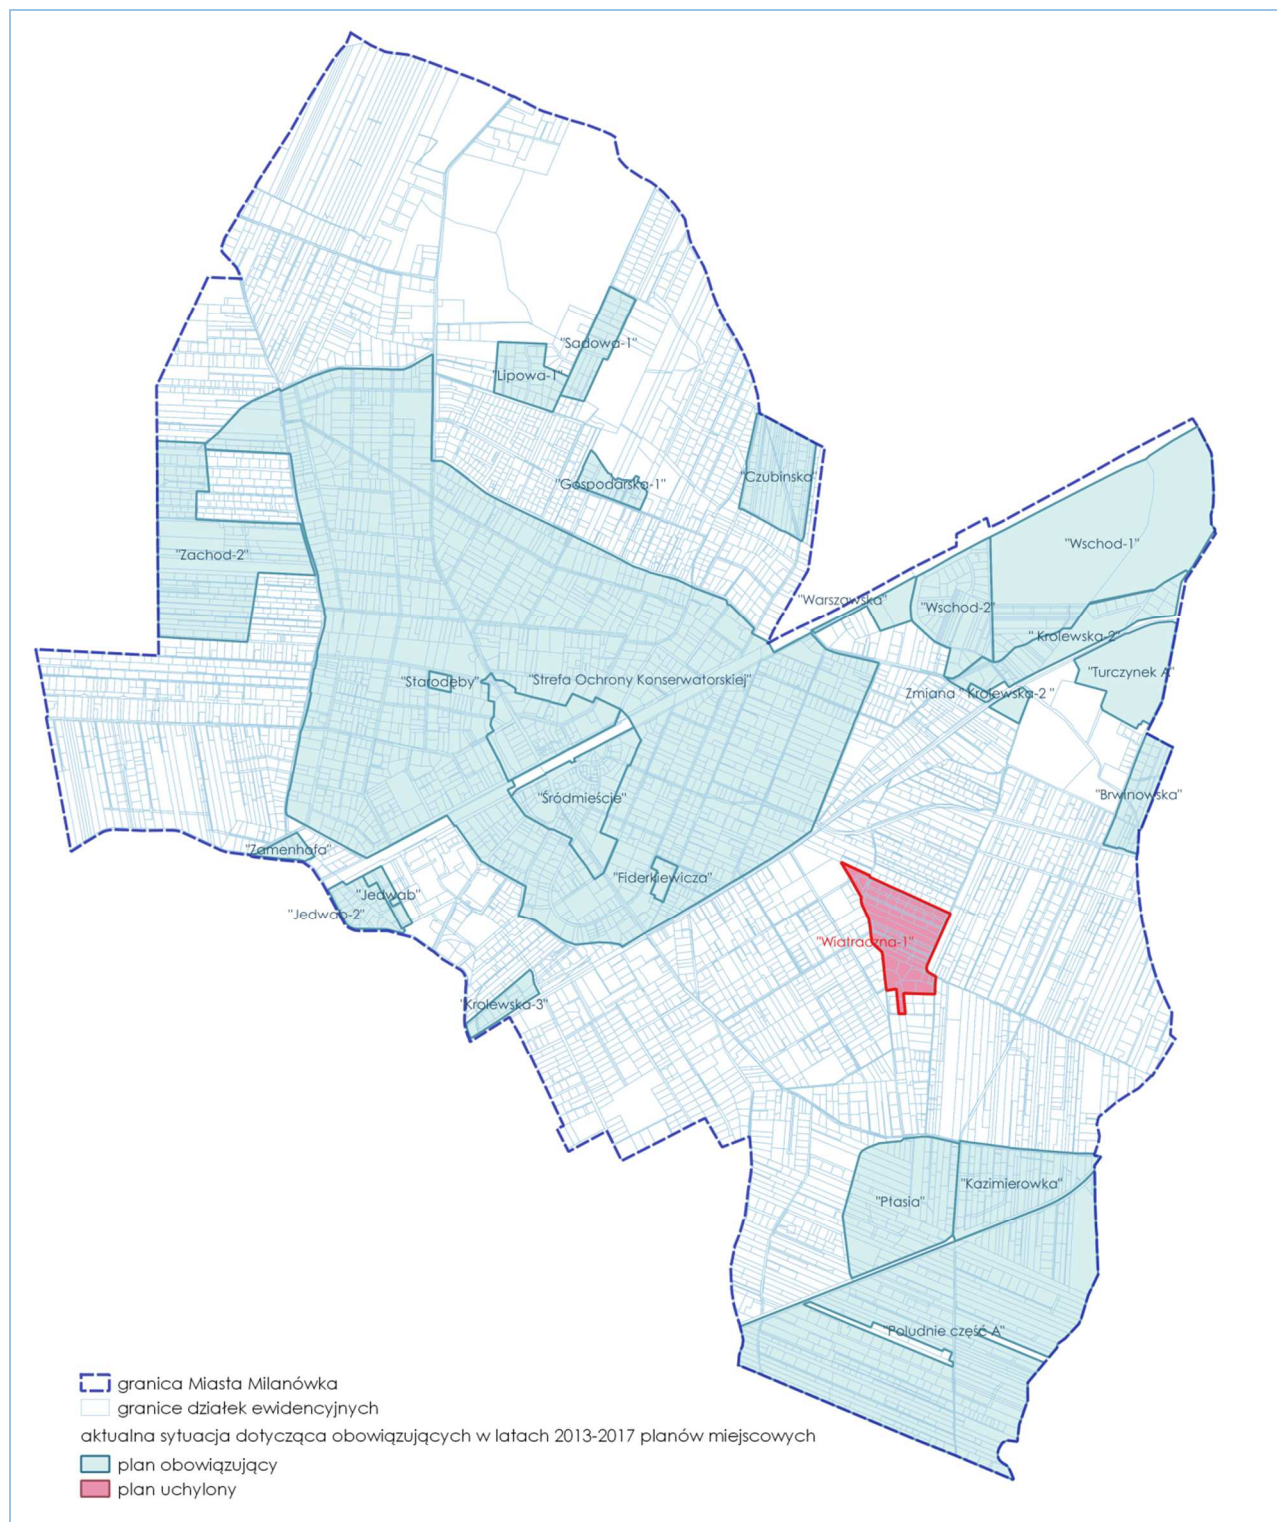 "Sadowa-1"
"Lipowa-1"
"Gospodarska-1"
"Czubinska"
"Wschod-1"
"Zachod-2"
"Warszawska"
"Wschod-2"
" Krolewska-2"
"Turczynek A"
"Starodęby"
"Strefa Ochrony Konserwatorskiej"
Zmiana " Krolewska-2 "
"Śródmieście"
"Brwinowska"
"Zamenhofa"
"Fiderkiewicza"
"Jedwab"
"Jedwab-2"
"Wiatraczna-1"
"Krolewska-3"
"Kazimierowka"
"Ptasia"
"Poludnie część A"
granica Miasta Milanówka
granice działek ewidencyjnych
aktualna sytuacja dotycząca obowiązujących w latach 2013-2017 planów miejscowych
plan obowiązujący
plan uchylony